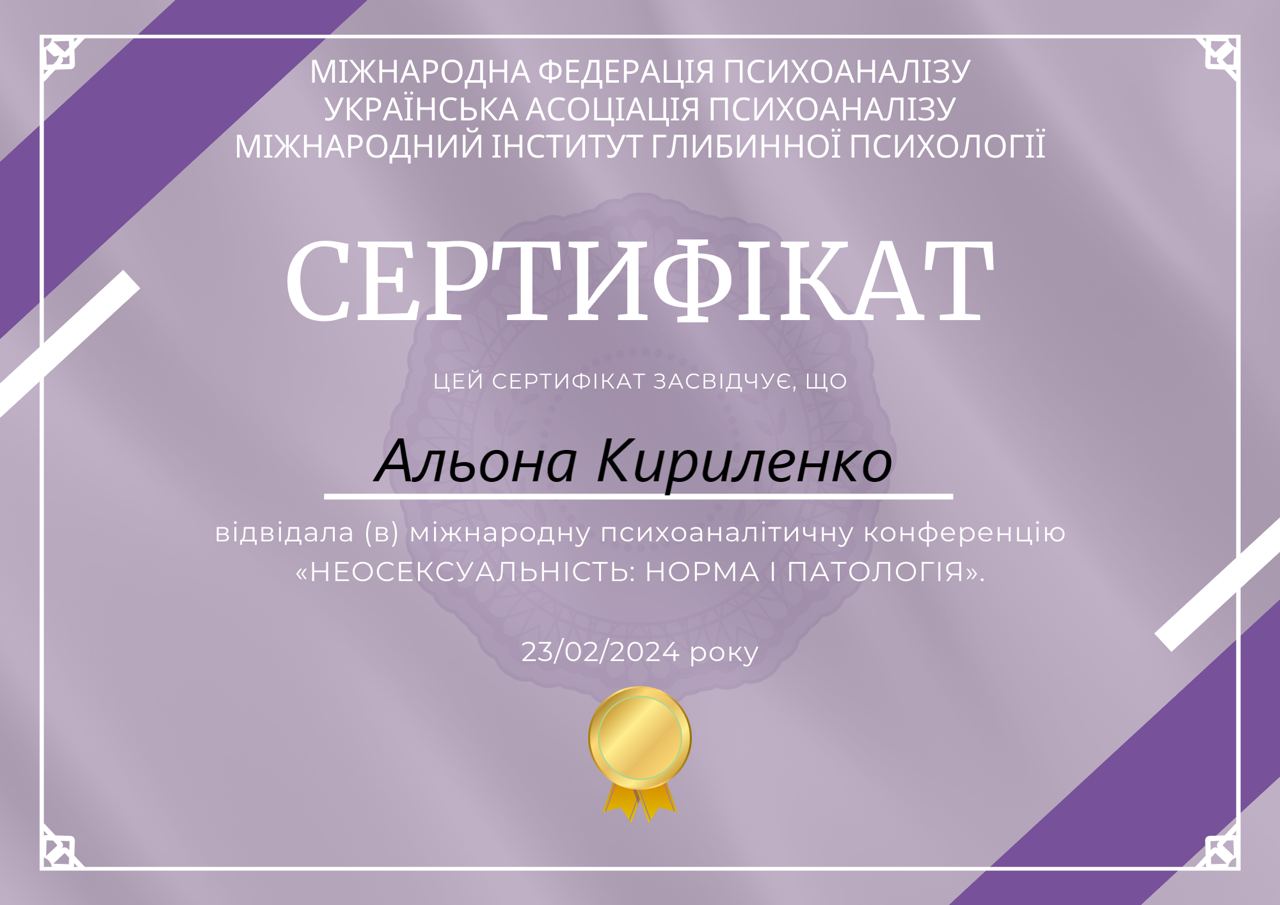 МІЖНАРОДНА ФЕДЕРАЦІЯ ПСИХОАНАЛІЗУ
УКРАЇНСЬКА АСОЦІАЦІЯ ПСИХОАНАЛІЗУ
МІЖНАРОДНИЙ ІНСТИТУТ ГЛИБИННОЇ ПСИХОЛОГІЇ
СЕРТИФІКАТ
ЦЕЙ СЕРТИФІКАТ ЗАСВІДЧУЄ, ЩО
Альона Кириленко
відвідала (в) міжнародну психоаналітичну конференцію
«НЕОСЕКСУАЛЬНІСТЬ: НОРМА І ПАТОЛОГІЯ».
23/02/2024 року